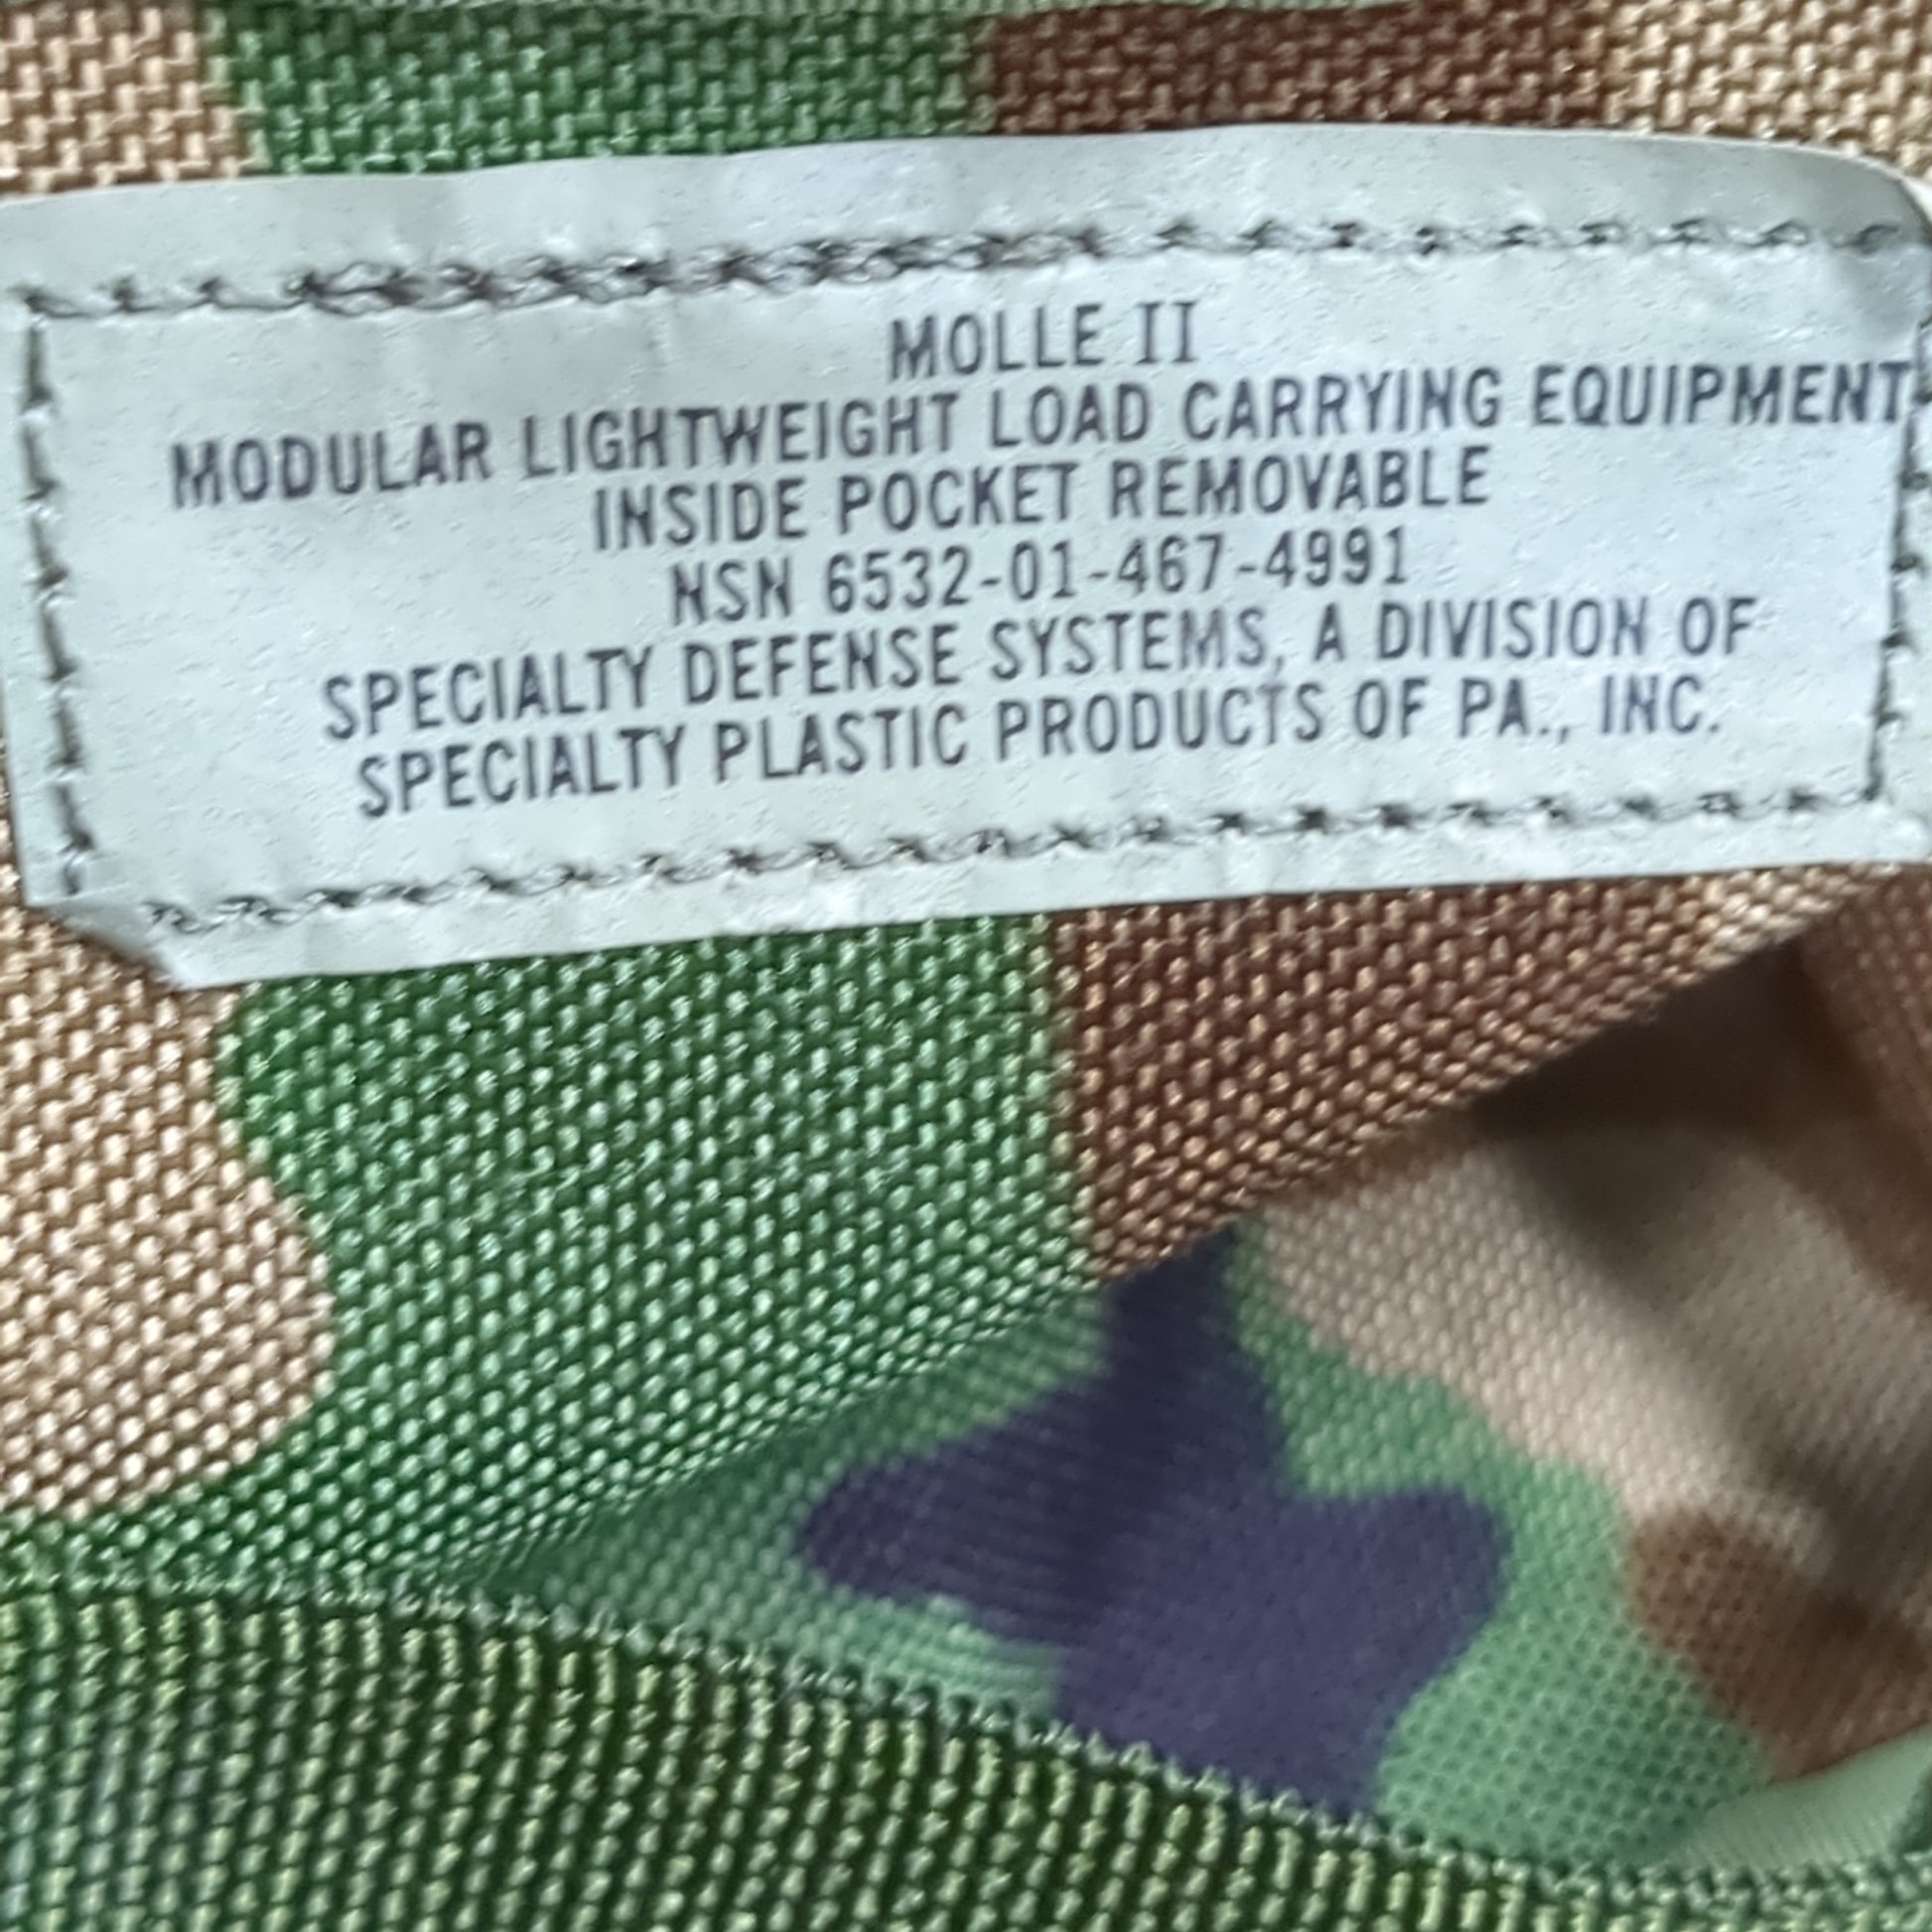 MOLLE II
MODULAR LIGHTWEIGHT LOAD CARRYING EQUIPMENT
INSIDE POCKET REMOVABLE
NSN 6532-01-467-4991
SPECIALTY DEFENSE SYSTEMS, A DIVISION OF
SPECIALTY PLASTIC PRODUCTS OF PA., INC.